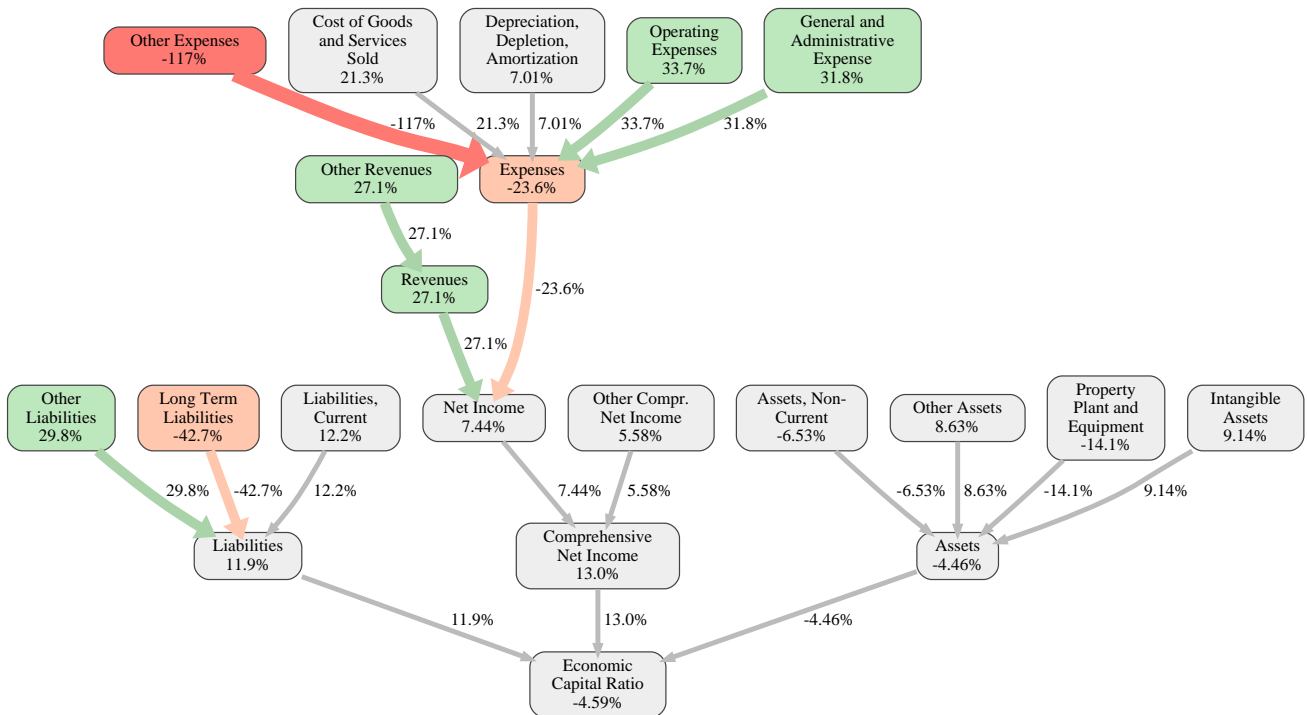 Other Expenses
-117%
Cost of Goods
and Services
Sold
21.3%
Depreciation,
Depletion,
Amortization
7.01%
Operating
Expenses
33.7%
General and
Administrative
Expense
31.8%
-117%
21.3%
7.01%
33.7%
31.8%
Other Revenues
27.1%
Expenses
-23.6%
27.1%
Revenues
27.1%
-23.6%
27.1%
Other
Liabilities
29.8%
Long Term
Liabilities
-42.7%
Liabilities,
Current
12.2%
Net Income
7.44%
Other Compr.
Net Income
5.58%
Assets, Non-
Current
-6.53%
Other Assets
8.63%
Property
Plant and
Equipment
-14.1%
Intangible
Assets
9.14%
29.8%
-42.7%
12.2%
7.44%
5.58%
-6.53%
8.63%
-14.1%
9.14%
Liabilities
11.9%
Comprehensive
Net Income
13.0%
Assets
-4.46%
11.9%
13.0%
-4.46%
Economic
Capital Ratio
-4.59%